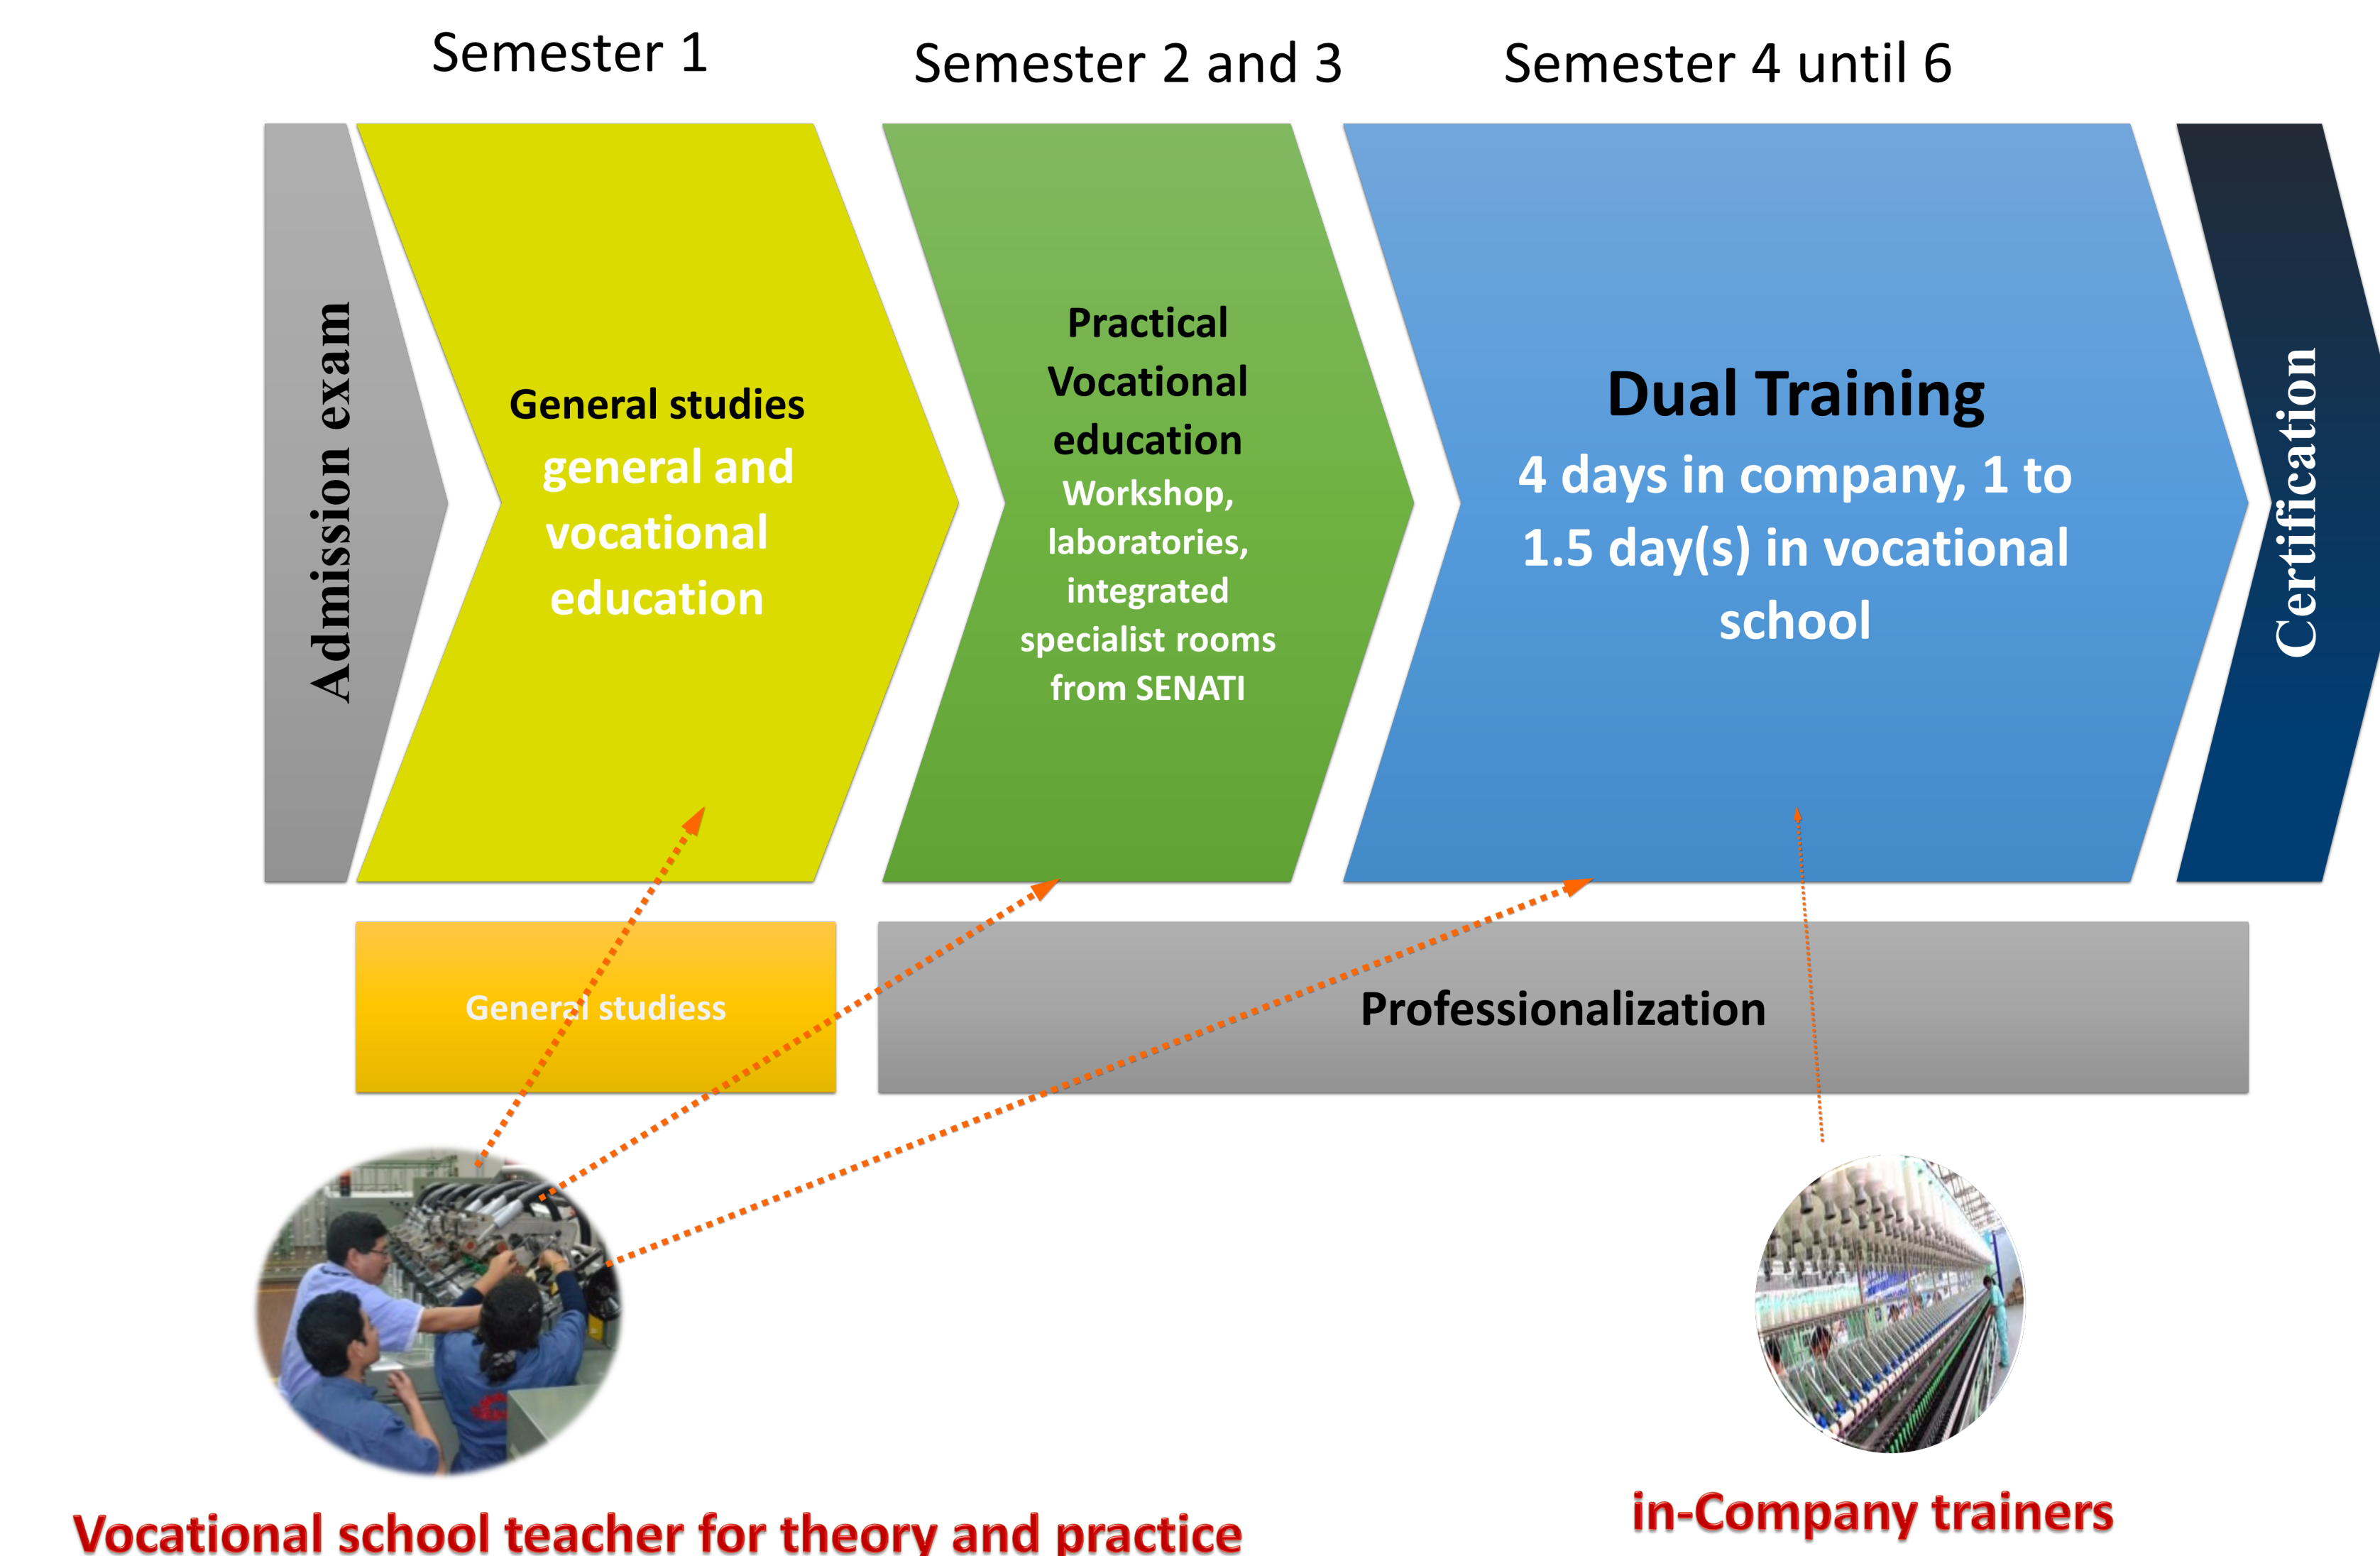 Semester 1
Semester 2 and 3
Semester 4 until 6
Admission exam
General studies
general and
vocational
education
Practical
Vocational
education
Workshop,
laboratories,
integrated
specialist rooms
from SENATI
Dual Training
4 days in company, 1 to
1.5 day(s) in vocational
school
Certification
General studiess
Professionalization
Vocational school teacher for theory and practice
in-Company trainers